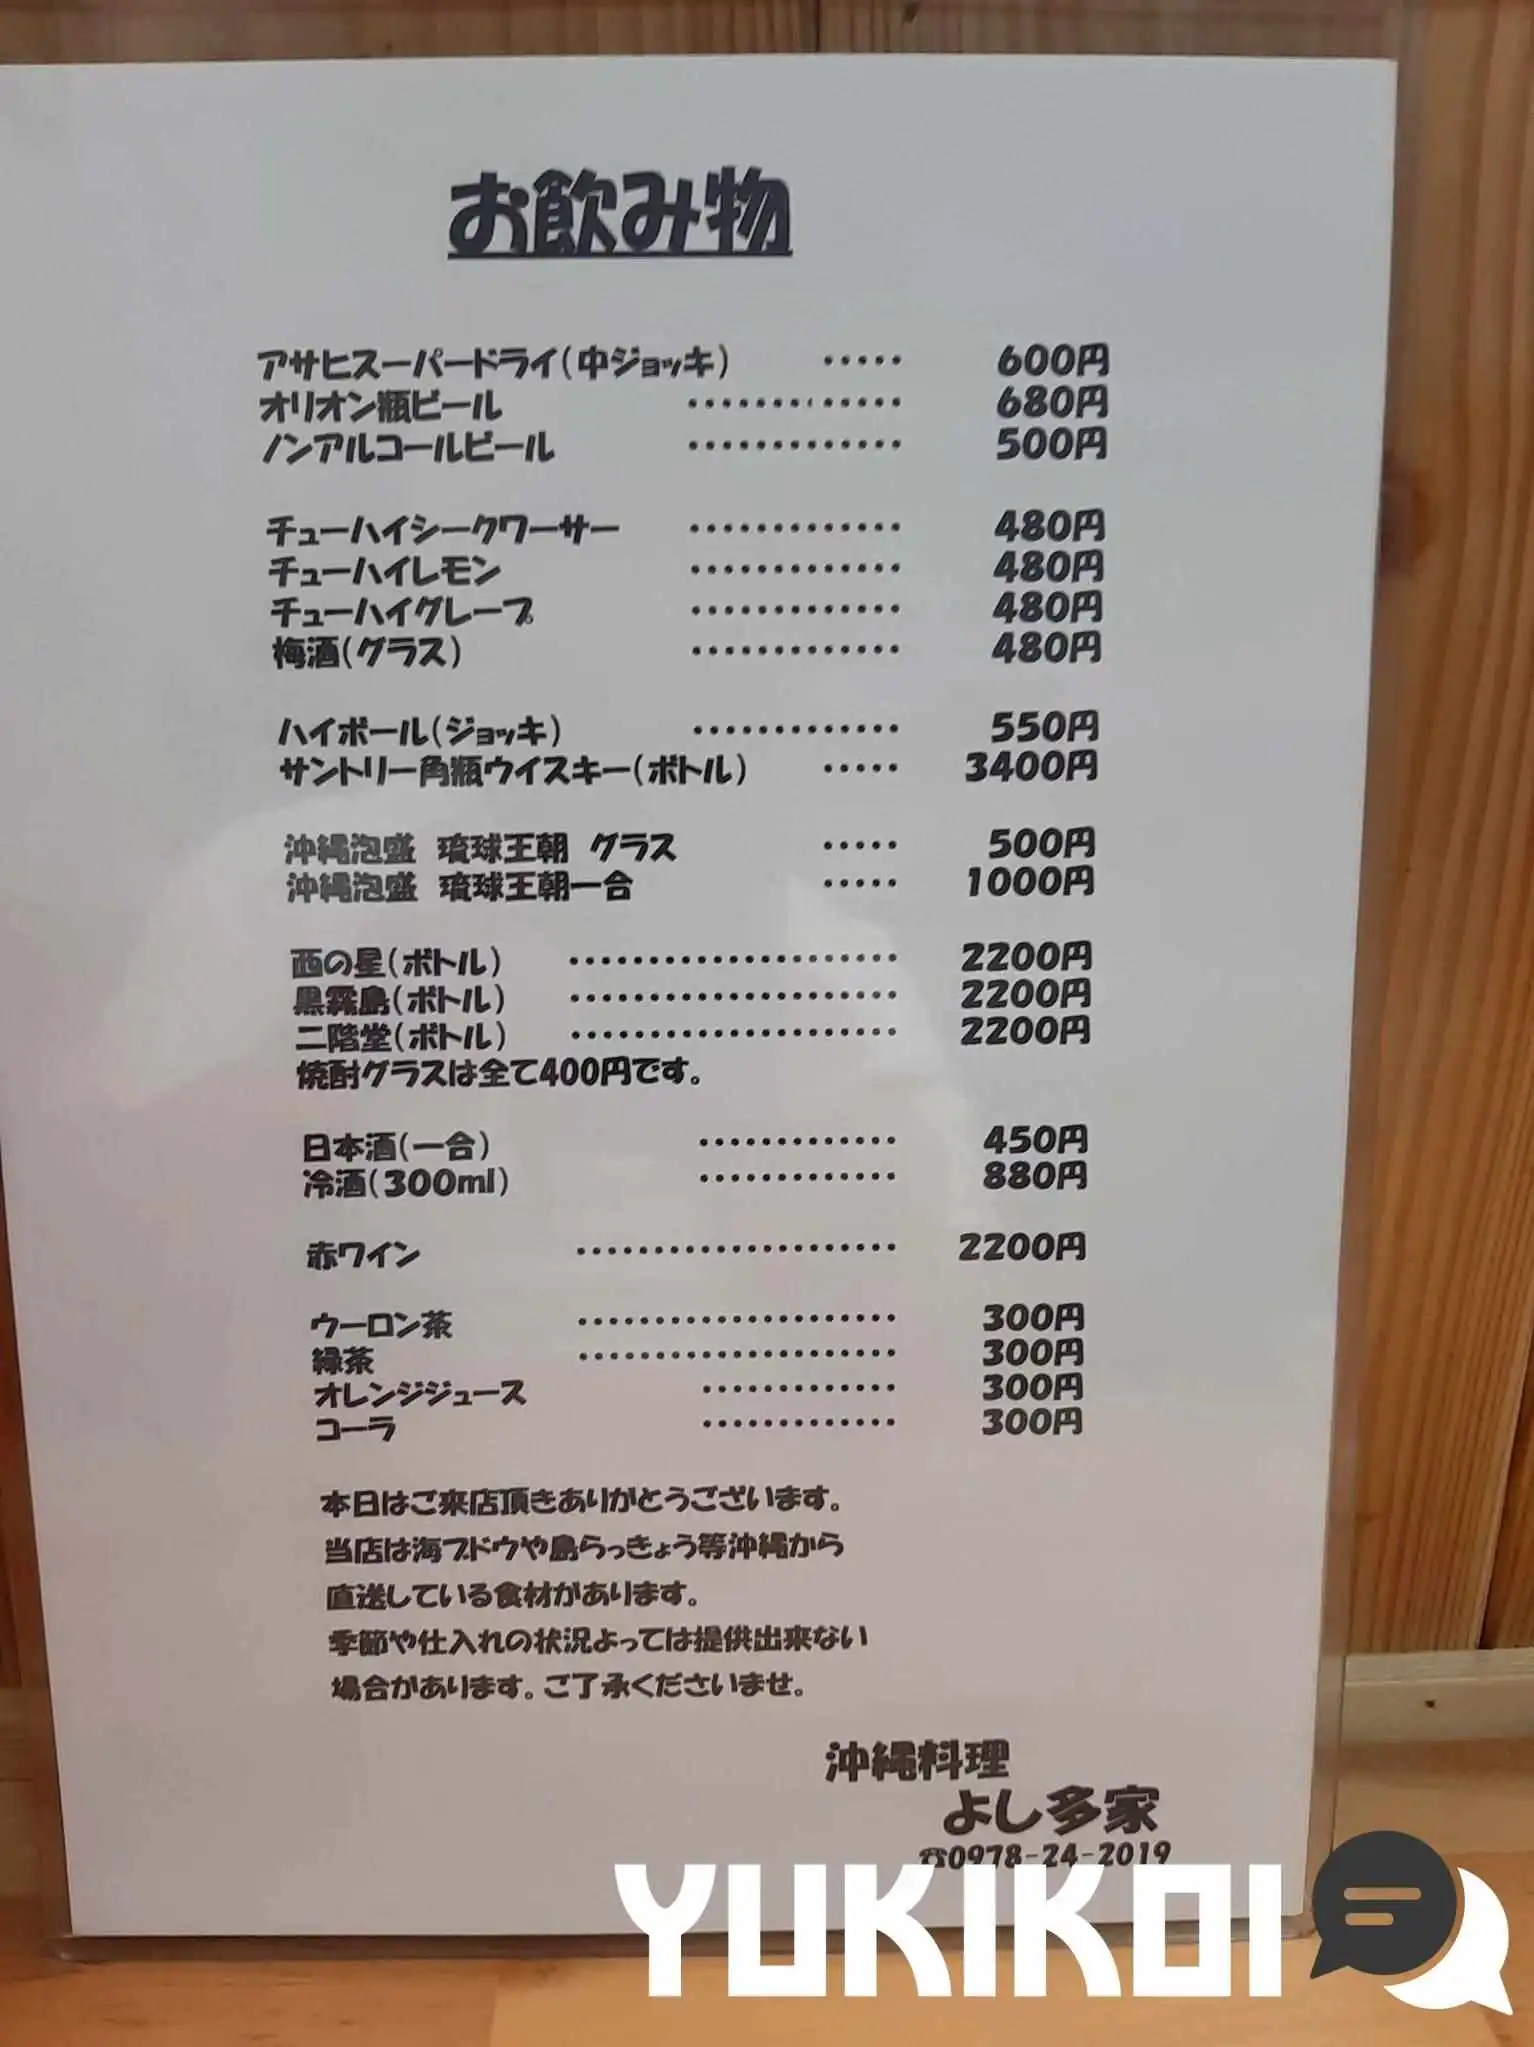 お飲み物
アサヒスーパードライ(中ジョッキ) ・・・・・ 600円
オリオン瓶ビール ・・・・・・・・・・・・・ 680円
ノンアルコールビール ・・・・・・・・・・・・・ 500円
チューハイシークワーサー ・・・・・・・・・・・・・ 480円
チューハイレモン ・・・・・・・・・・・・・ 480円
チューハイグレープ ・・・・・・・・・・・・・ 480円
梅酒(グラス) ・・・・・・・・・・・・・ 480円
ハイボール(ジョッキ) ・・・・・・・・・・・・・ 550円
サントリー角瓶ウイスキー(ボトル) ・・・・・ 3400円
沖縄泡盛 琉球王朝 グラス ・・・・・ 500円
沖縄泡盛 琉球王朝一合 ・・・・・ 1000円
西の星(ボトル) ・・・・・・・・・・・・・・・・・・・・・ 2200円
黒霧島(ボトル) ・・・・・・・・・・・・・・・・・・・・・ 2200円
二階堂(ボトル) ・・・・・・・・・・・・・・・・・・・・・ 2200円
焼酎グラスは全て400円です。
日本酒(一合) ・・・・・・・・・・・・・ 450円
冷酒(300ml) ・・・・・・・・・・・・・ 880円
赤ワイン ・・・・・・・・・・・・・・・・・・・・・ 2200円
ウーロン茶 ・・・・・・・・・・・・・・・・・・・・・ 300円
緑茶 ・・・・・・・・・・・・・・・・・・・・・ 300円
オレンジジュース ・・・・・・・・・・・・・ 300円
コーラ ・・・・・・・・・・・・・ 300円
本日はご来店頂きありがとうございます。
当店は海ブドウや島らっきょう等沖縄から
直送している食材があります。
季節や仕入れの状況よっては提供出来ない
場合があります。ご了承くださいませ。
沖縄料理
よし多家
☎0978-24-2019
YUKIKOI